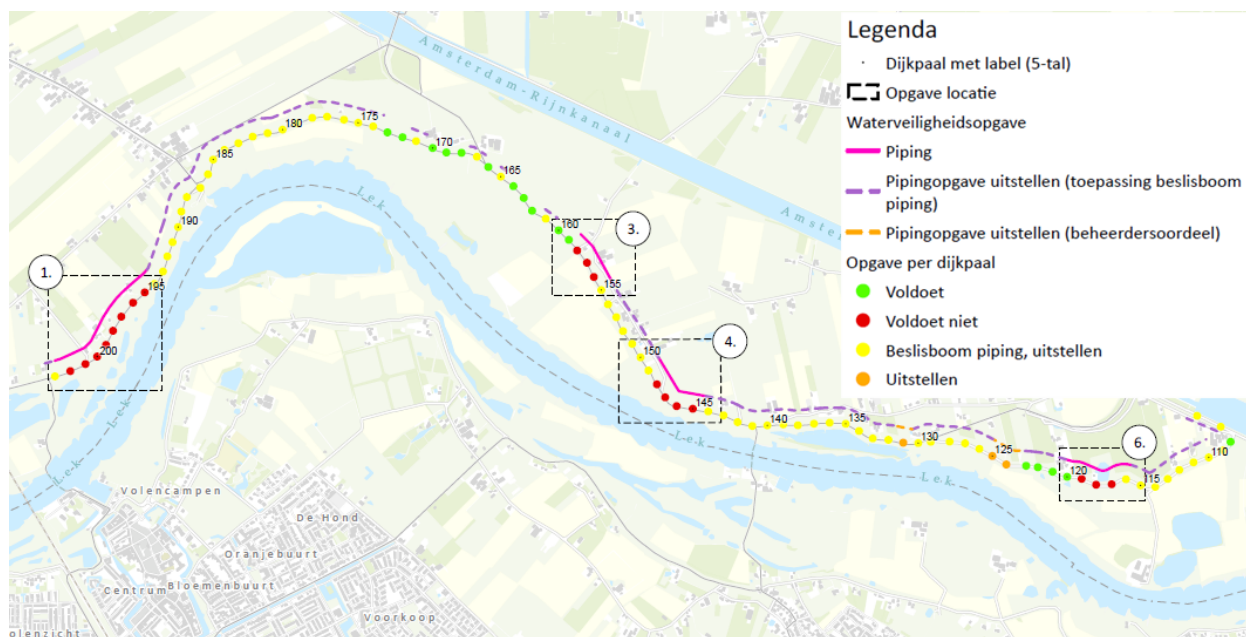 Legenda
Dijkpaal met label (5-tal)
Opgave locatie
Waterveiligheidsopgave
Piping
Pipingopgave uitstellen (toepassing beslisboom
piping)
Pipingopgave uitstellen (beheerdersoordeel)
Opgave per dijkpaal
Voldoet
Voldoet niet
Beslisboom piping, uitstellen
Uitstellen
Amsterdam-Rijnkanaal
Lek
180
175
185
170
165
190
160
3.
Lek
155
1.
195
200
150
4.
145
140
135
130
125
6.
120
115
110
Lek
Lek
Lek
Volencampen
De Hond
Oranjebuurt
Centrum
Bloemenbuurt
Voorkoop
olenzicht